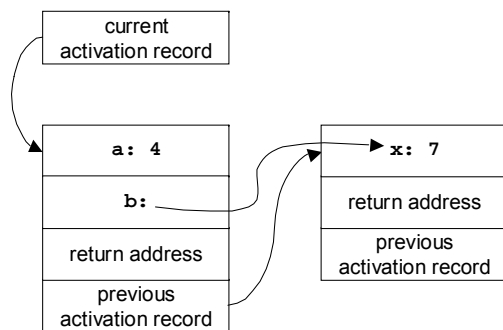 current
activation record
a: 4
b:
return address
previous
activation record
x: 7
return address
previous
activation record